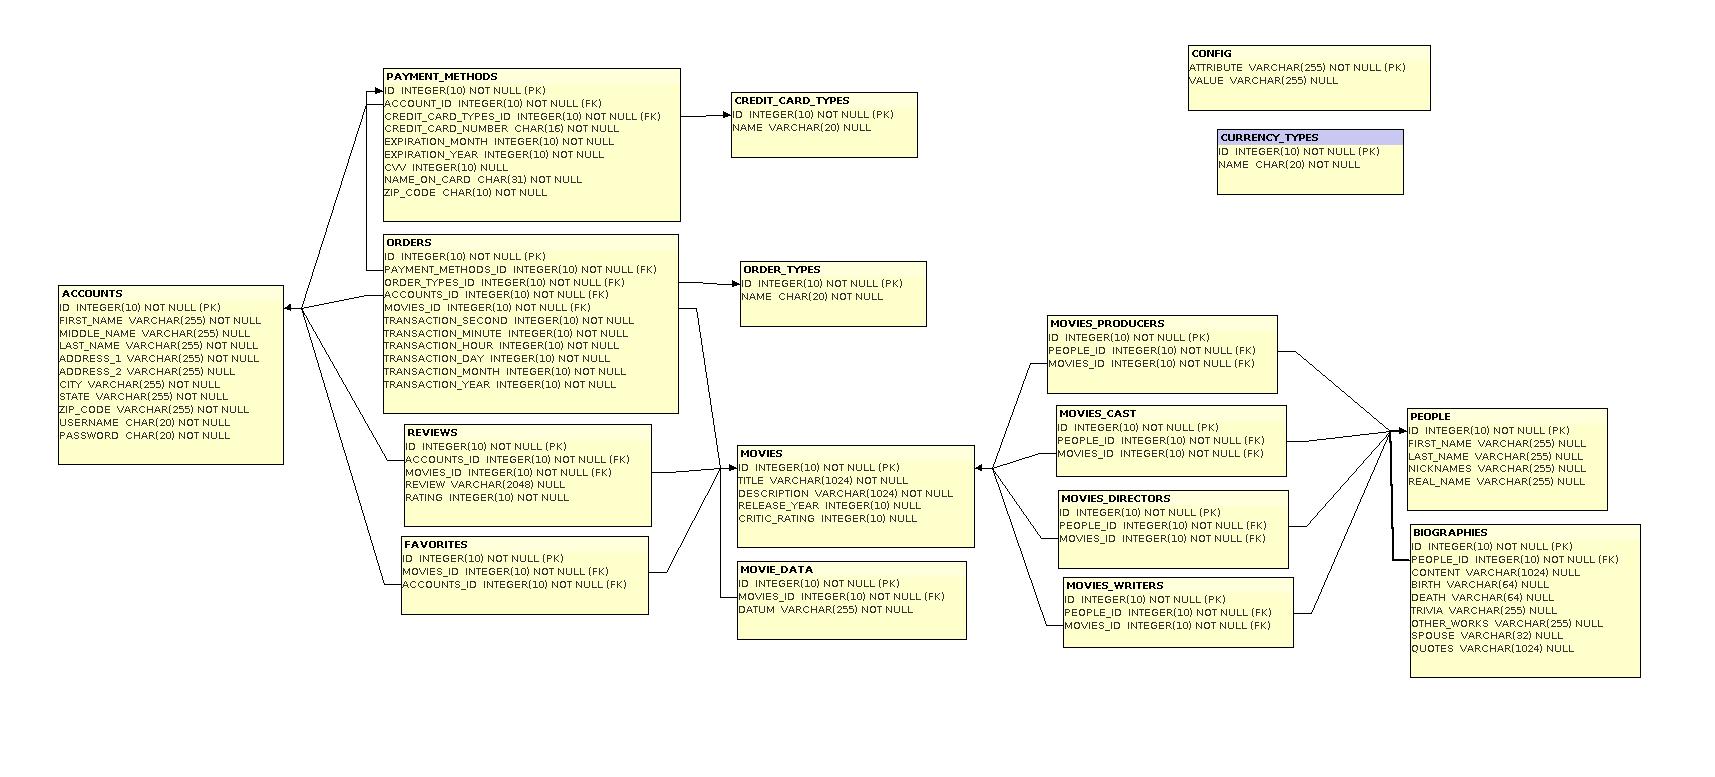 PAYMENT_METHODS
ID INTEGER(10) NOT NULL (PK)
ACCOUNT_ID INTEGER(10) NOT NULL (FK)
CREDIT_CARD_TYPES_ID INTEGER(10) NOT NULL (FK)
CREDIT_CARD_NUMBER CHAR(16) NOT NULL
EXPIRATION_MONTH INTEGER(10) NOT NULL
EXPIRATION_YEAR INTEGER(10) NOT NULL
CVV INTEGER(10) NULL
NAME_ON_CARD CHAR(31) NOT NULL
ZIP_CODE CHAR(10) NOT NULL
CREDIT_CARD_TYPES
ID INTEGER(10) NOT NULL (PK)
NAME VARCHAR(20) NULL
CONFIG
ATTRIBUTE VARCHAR(255) NOT NULL (PK)
VALUE VARCHAR(255) NULL
CURRENCY_TYPES
ID INTEGER(10) NOT NULL (PK)
NAME CHAR(20) NOT NULL
ACCOUNTS
ID INTEGER(10) NOT NULL (PK)
FIRST_NAME VARCHAR(255) NOT NULL
MIDDLE_NAME VARCHAR(255) NULL
LAST_NAME VARCHAR(255) NOT NULL
ADDRESS_1 VARCHAR(255) NOT NULL
ADDRESS_2 VARCHAR(255) NULL
CITY VARCHAR(255) NOT NULL
STATE VARCHAR(255) NOT NULL
ZIP_CODE VARCHAR(255) NOT NULL
USERNAME CHAR(20) NOT NULL
PASSWORD CHAR(20) NOT NULL
ORDERS
ID INTEGER(10) NOT NULL (PK)
PAYMENT_METHODS_ID INTEGER(10) NOT NULL (FK)
ORDER_TYPES_ID INTEGER(10) NOT NULL (FK)
ACCOUNTS_ID INTEGER(10) NOT NULL (FK)
MOVIES_ID INTEGER(10) NOT NULL (FK)
TRANSACTION_SECOND INTEGER(10) NOT NULL
TRANSACTION_MINUTE INTEGER(10) NOT NULL
TRANSACTION_HOUR INTEGER(10) NOT NULL
TRANSACTION_DAY INTEGER(10) NOT NULL
TRANSACTION_MONTH INTEGER(10) NOT NULL
TRANSACTION_YEAR INTEGER(10) NOT NULL
ORDER_TYPES
ID INTEGER(10) NOT NULL (PK)
NAME CHAR(20) NOT NULL
REVIEWS
ID INTEGER(10) NOT NULL (PK)
ACCOUNTS_ID INTEGER(10) NOT NULL (FK)
MOVIES_ID INTEGER(10) NOT NULL (FK)
REVIEW VARCHAR(2048) NULL
RATING INTEGER(10) NOT NULL
FAVORITES
ID INTEGER(10) NOT NULL (PK)
MOVIES_ID INTEGER(10) NOT NULL (FK)
ACCOUNTS_ID INTEGER(10) NOT NULL (FK)
MOVIES
ID INTEGER(10) NOT NULL (PK)
TITLE VARCHAR(1024) NOT NULL
DESCRIPTION VARCHAR(1024) NOT NULL
RELEASE_YEAR INTEGER(10) NULL
CRITIC_RATING INTEGER(10) NULL
MOVIE_DATA
ID INTEGER(10) NOT NULL (PK)
MOVIES_ID INTEGER(10) NOT NULL (FK)
DATUM VARCHAR(255) NOT NULL
MOVIES_PRODUCERS
ID INTEGER(10) NOT NULL (PK)
PEOPLE_ID INTEGER(10) NOT NULL (FK)
MOVIES_ID INTEGER(10) NOT NULL (FK)
MOVIES_CAST
ID INTEGER(10) NOT NULL (PK)
PEOPLE_ID INTEGER(10) NOT NULL (FK)
MOVIES_ID INTEGER(10) NOT NULL (FK)
MOVIES_DIRECTORS
ID INTEGER(10) NOT NULL (PK)
PEOPLE_ID INTEGER(10) NOT NULL (FK)
MOVIES_ID INTEGER(10) NOT NULL (FK)
MOVIES_WRITERS
ID INTEGER(10) NOT NULL (PK)
PEOPLE_ID INTEGER(10) NOT NULL (FK)
MOVIES_ID INTEGER(10) NOT NULL (FK)
PEOPLE
ID INTEGER(10) NOT NULL (PK)
FIRST_NAME VARCHAR(255) NULL
LAST_NAME VARCHAR(255) NULL
NICKNAMES VARCHAR(255) NULL
REAL_NAME VARCHAR(255) NULL
BIOGRAPHIES
ID INTEGER(10) NOT NULL (PK)
PEOPLE_ID INTEGER(10) NOT NULL (FK)
CONTENT VARCHAR(1024) NULL
BIRTH VARCHAR(64) NULL
DEATH VARCHAR(64) NULL
TRIVIA VARCHAR(255) NULL
OTHER_WORKS VARCHAR(255) NULL
SPOUSE VARCHAR(32) NULL
QUOTES VARCHAR(1024) NULL